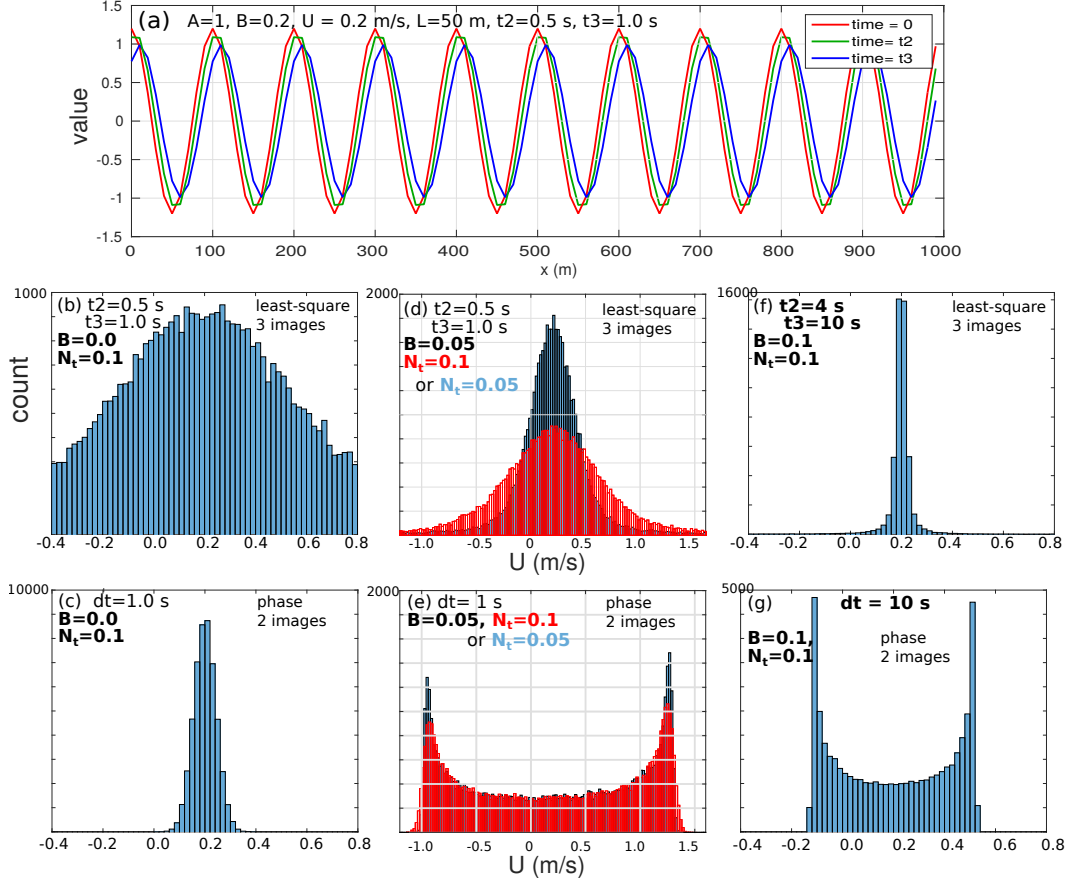 (a) A=1, B=0.2, U = 0.2 m/s, L=50 m, t2=0.5 s, t3=1.0 s
time = 0
time= t2
time= t3
value
1.5
1
0.5
0
-0.5
-1
-1.5
0 100 200 300 400 500 600 700 800 900 1000
x (m)
1000
(b) t2=0.5 s
t3=1.0 s
B=0.0
Nt=0.1
least-square
3 images
count
-0.4 -0.2 0.0 0.2 0.4 0.6 0.8
2000
(d) t2=0.5 s
t3=1.0 s
B=0.05
Nt=0.1
or Nt=0.05
least-square
3 images
-1.0 -0.5 0 0.5 1.0 1.5
U (m/s)
16000
(f) t2=4 s
t3=10 s
B=0.1
Nt=0.1
least-square
3 images
-0.4 -0.2 0.0 0.2 0.4 0.6 0.8
10000
(c) dt=1.0 s
B=0.0
Nt=0.1
phase
2 images
0
-0.4 -0.2 0.0 0.2 0.4 0.6 0.8
2000
(e) dt= 1 s
B=0.05, Nt=0.1
or Nt=0.05
phase
2 images
0
-1.0 -0.5 0 0.5 1.0 1.5
U (m/s)
5000
(g) dt = 10 s
B=0.1,
Nt=0.1
phase
2 images
0
-0.4 -0.2 0.0 0.2 0.4 0.6 0.8